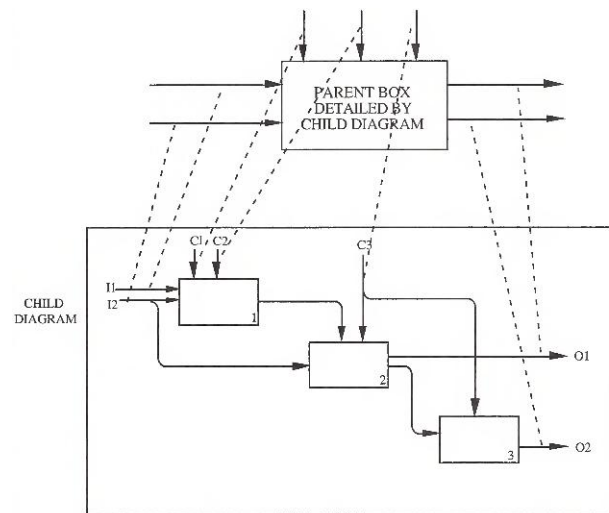 PARENT BOX
DETAILED BY
CHILD DIAGRAM
C1
C2
C3
I1
I2
1
CHILD
DIAGRAM
2
O1
3
O2